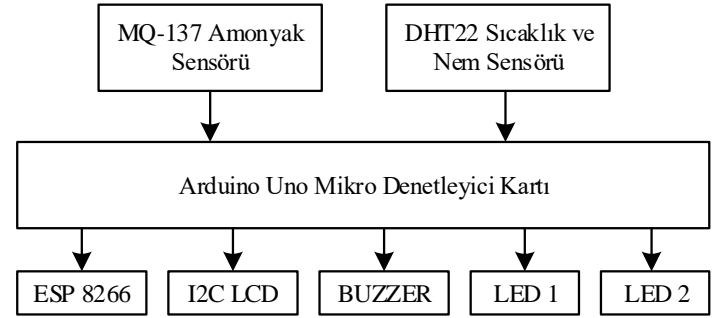 MQ-137 Amonyak
Sensörü
DHT22 Sıcaklık ve
Nem Sensörü
Arduino Uno Mikro Denetleyici Kartı
ESP 8266
I2C LCD
BUZZER
LED 1
LED 2